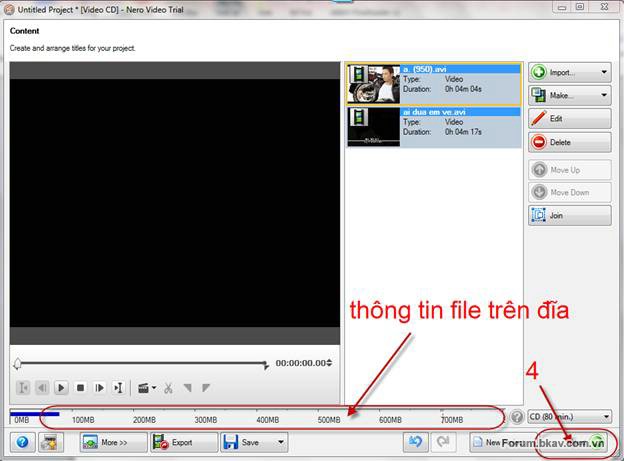 Untitled Project * [Video CD] - Nero Video Trial
Content
Create and arrange titles for your project.
a. (950).avi
Type: Video
Duration: 0h 04m 04s
ai dua em ve.avi
Type: Video
Duration: 0h 04m 17s
Import...
Make...
Edit
Delete
Move Up
Move Down
Join
thông tin file trên đĩa
00:00:00.00
4
0MB 100MB 200MB 300MB 400MB 500MB 600MB 700MB
CD (80 min.)
More >> Export Save New
Forum.bkav.com.vn